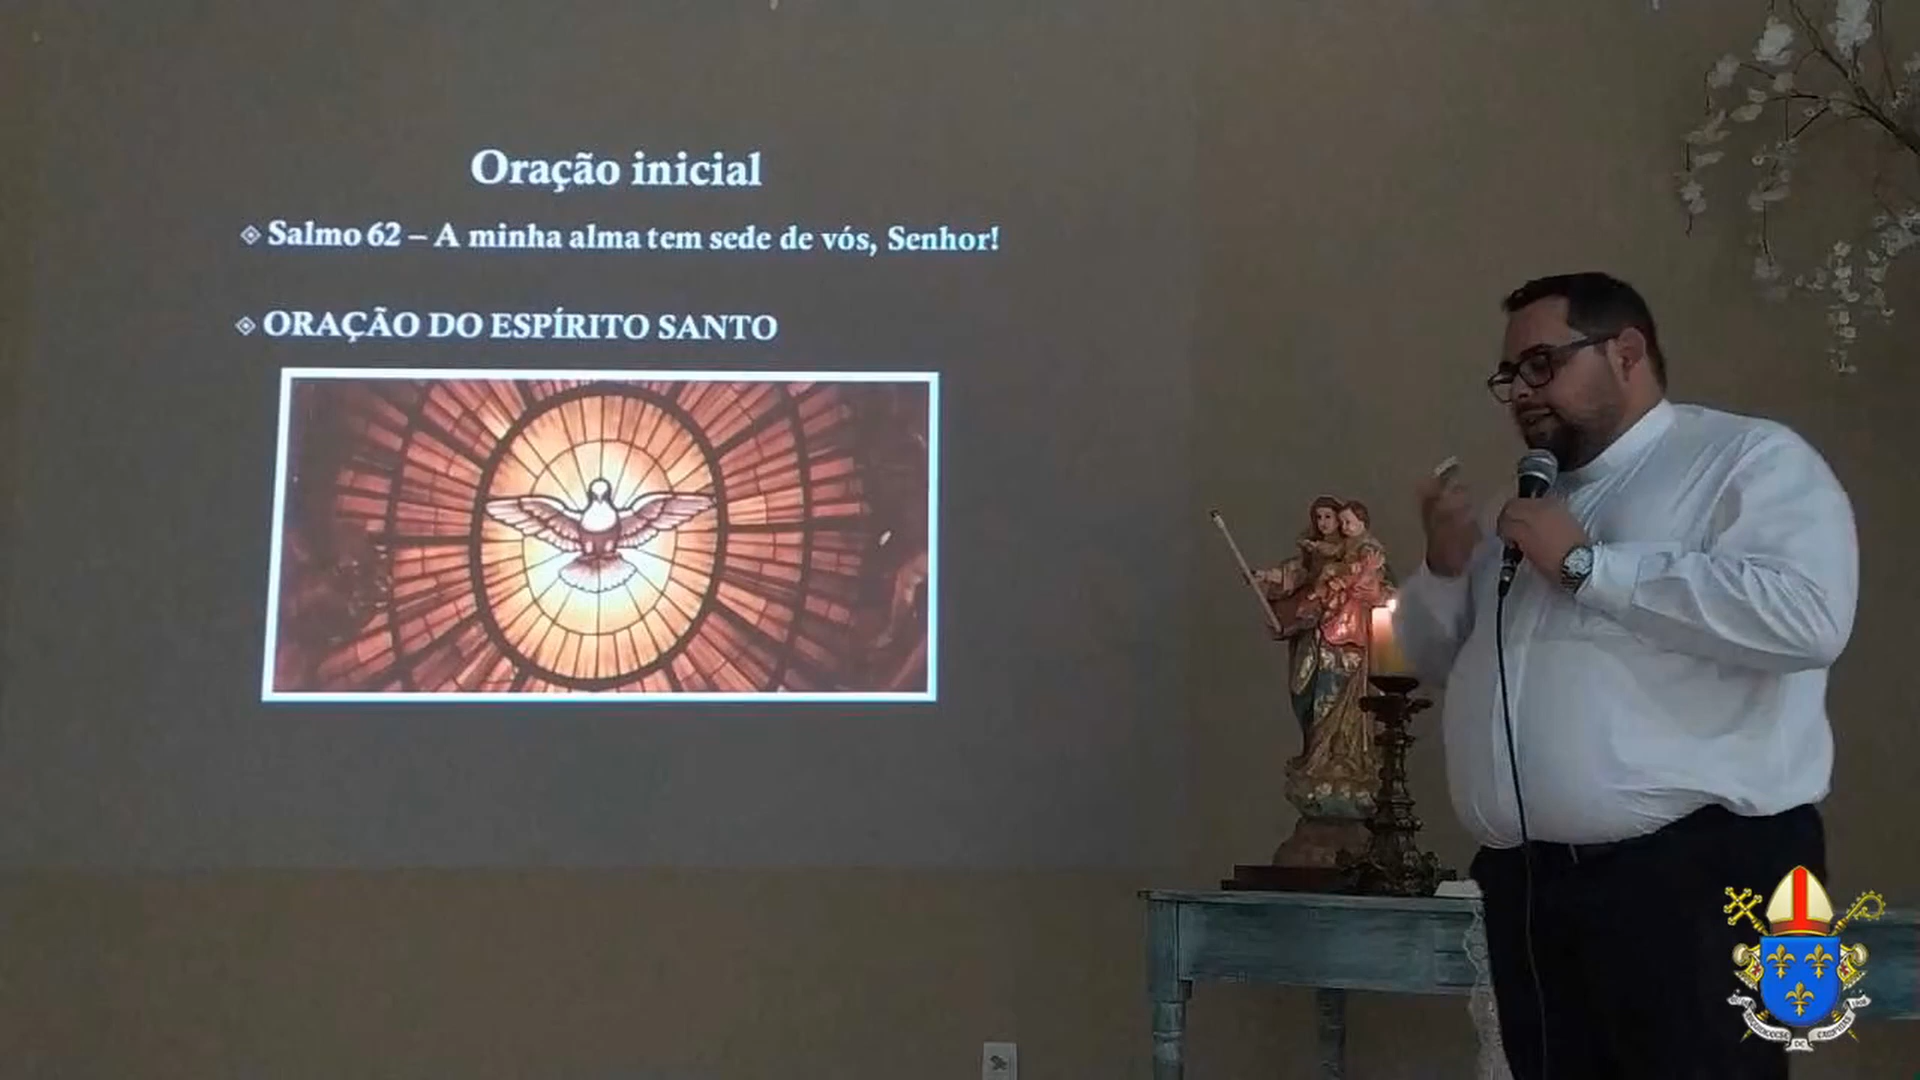 Oração inicial
Salmo 62 – A minha alma tem sede de vós, Senhor!
ORAÇÃO DO ESPÍRITO SANTO